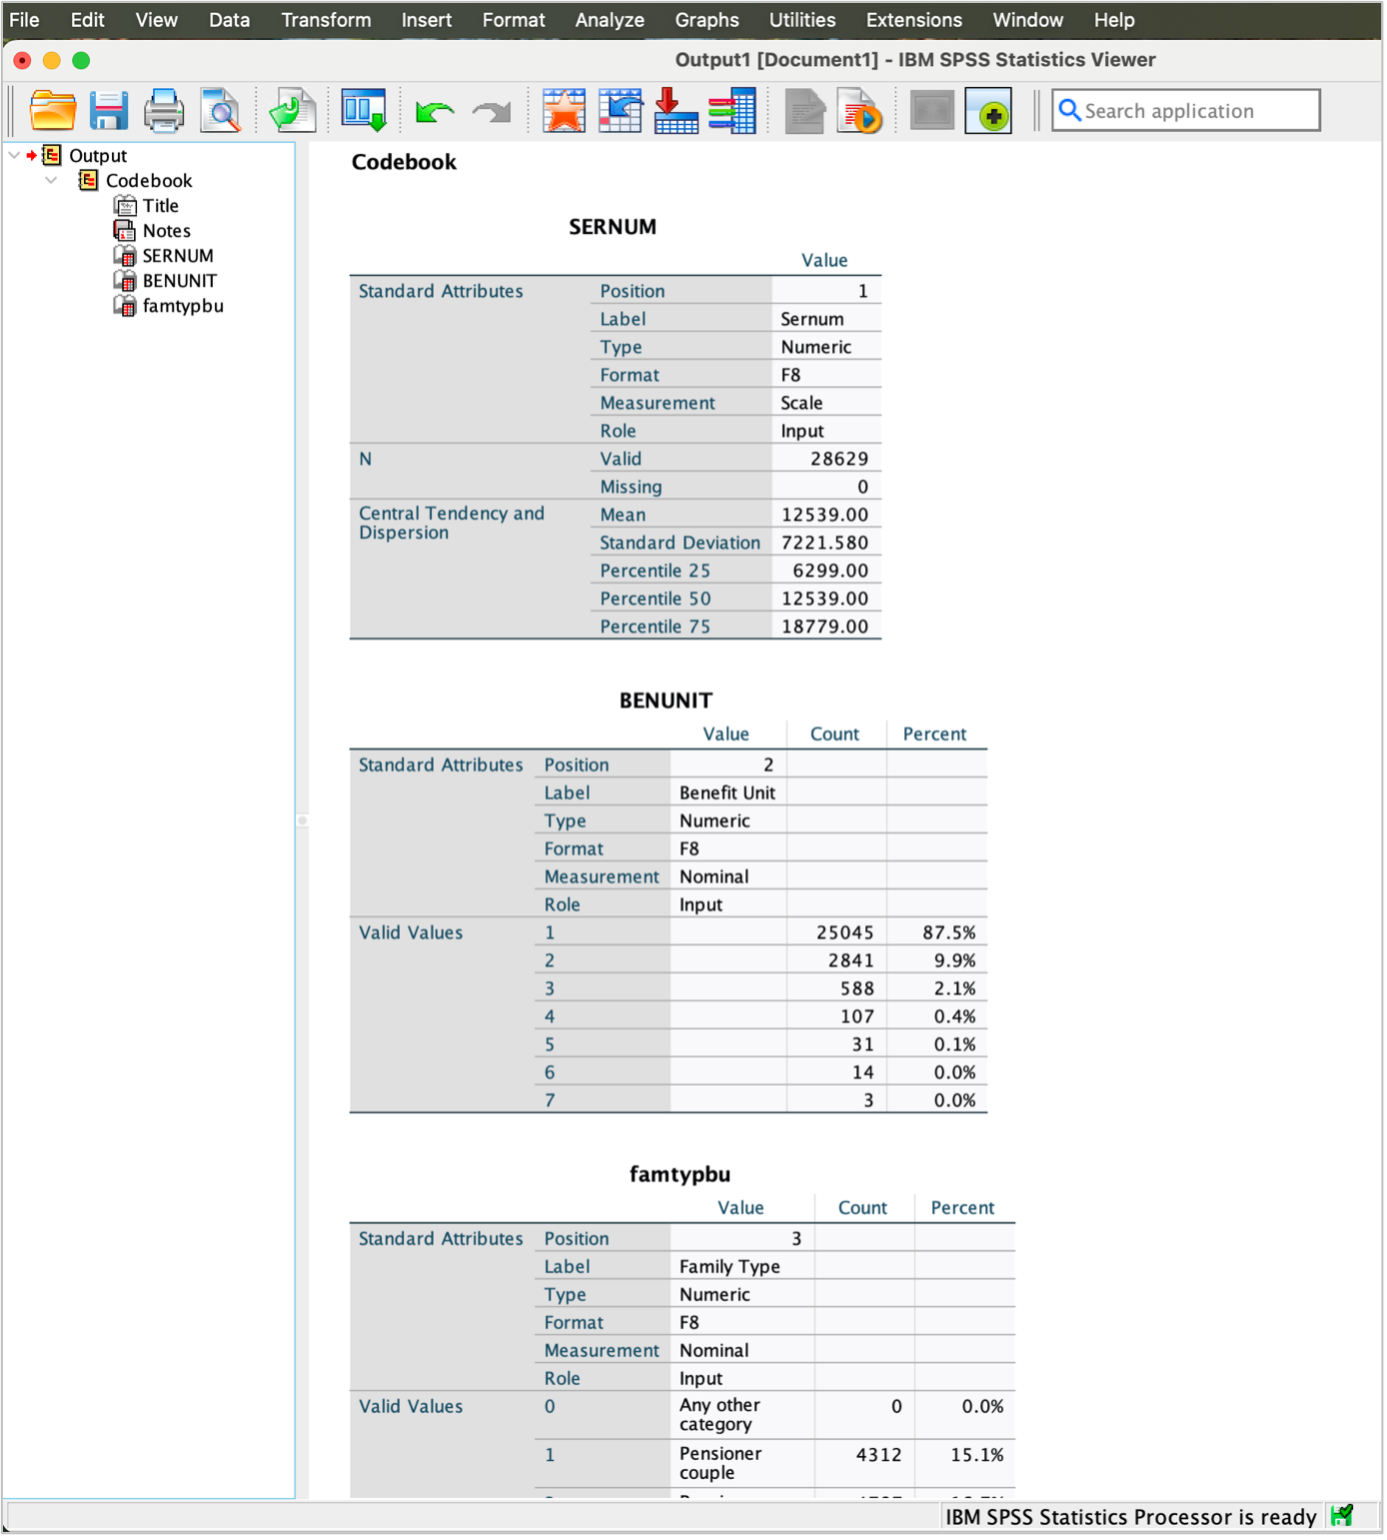 File Edit View Data Transform Insert Format Analyze Graphs Utilities Extensions Window Help
Output1 [Document1] - IBM SPSS Statistics Viewer
Search application
Output
Codebook
Title
Notes
SERNUM
BENUNIT
famtypbu
Codebook
SERNUM
Value
Standard Attributes Position 1
Label Sernum
Type Numeric
Format F8
Measurement Scale
Role Input
N Valid 28629
Missing 0
Central Tendency and Dispersion Mean 12539.00
Standard Deviation 7221.580
Percentile 25 6299.00
Percentile 50 12539.00
Percentile 75 18779.00
BENUNIT
Value Count Percent
Standard Attributes Position 2
Label Benefit Unit
Type Numeric
Format F8
Measurement Nominal
Role Input
Valid Values 1 25045 87.5%
2 2841 9.9%
3 588 2.1%
4 107 0.4%
5 31 0.1%
6 14 0.0%
7 3 0.0%
famtypbu
Value Count Percent
Standard Attributes Position 3
Label Family Type
Type Numeric
Format F8
Measurement Nominal
Role Input
Valid Values 0 Any other category 0 0.0%
1 Pensioner couple 4312 15.1%
IBM SPSS Statistics Processor is ready